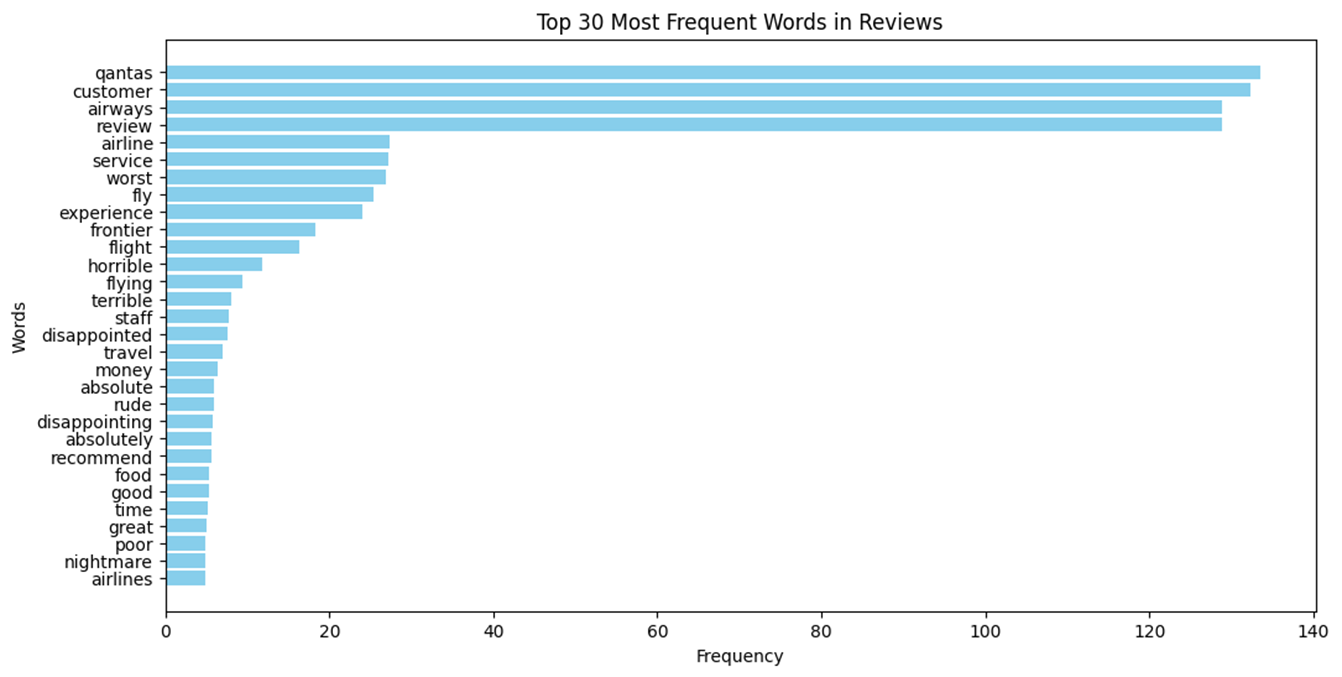 Top 30 Most Frequent Words in Reviews
qantas
customer
airways
review
airline
service
worst
fly
experience
frontier
flight
horrible
flying
terrible
staff
disappointed
travel
money
absolute
rude
disappointing
absolutely
recommend
food
good
time
great
poor
nightmare
airlines
Words
0 20 40 60 80 100 120 140
Frequency